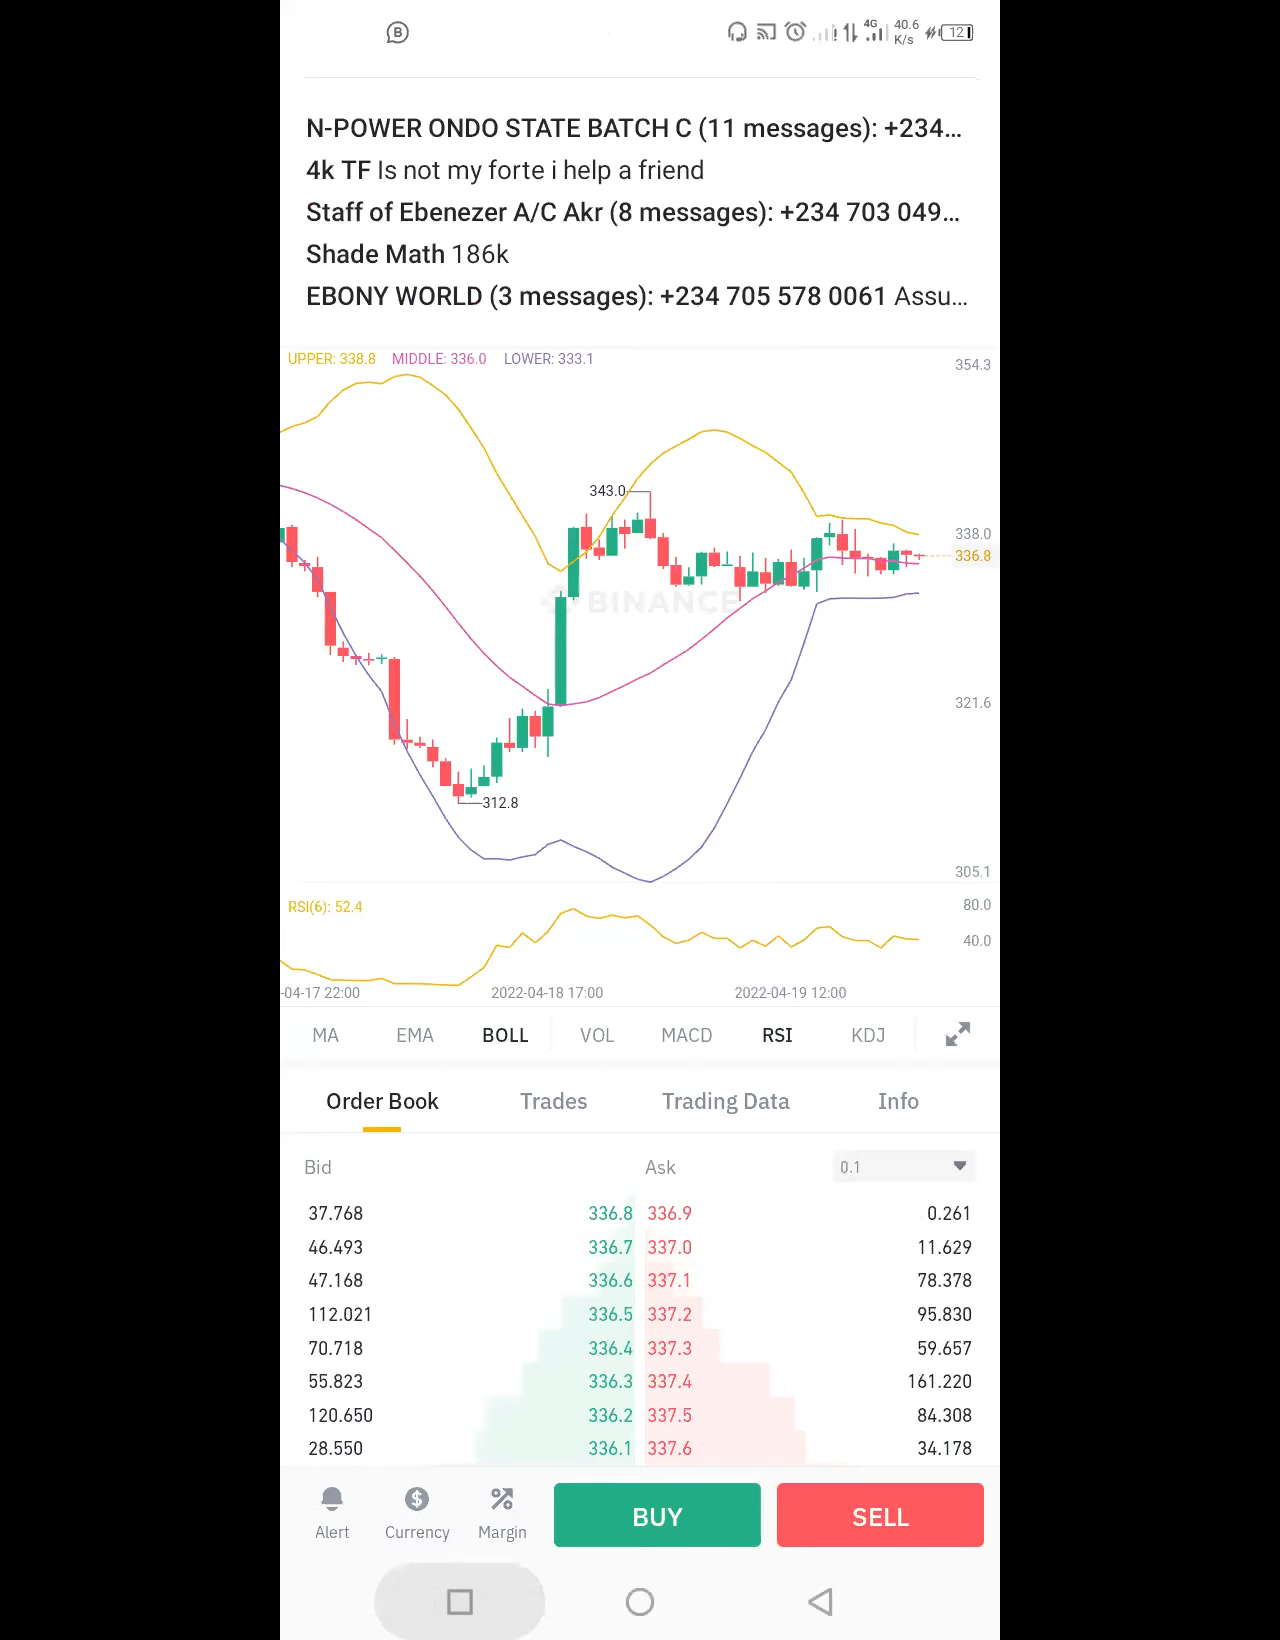 B
4G 40.6 K/s 12
N-POWER ONDO STATE BATCH C (11 messages): +234...
4k TF Is not my forte i help a friend
Staff of Ebenezer A/C Akr (8 messages): +234 703 049...
Shade Math 186k
EBONY WORLD (3 messages): +234 705 578 0061 Assu...
UPPER: 338.8 MIDDLE: 336.0 LOWER: 333.1
354.3
343.0
338.0
336.8
BINANCE
321.6
312.8
305.1
RSI(6): 52.4
80.0
40.0
-04-17 22:00 2022-04-18 17:00 2022-04-19 12:00
MA EMA BOLL VOL MACD RSI KDJ
Order Book Trades Trading Data Info
Bid Ask 0.1
37.768 336.8 336.9 0.261
46.493 336.7 337.0 11.629
47.168 336.6 337.1 78.378
112.021 336.5 337.2 95.830
70.718 336.4 337.3 59.657
55.823 336.3 337.4 161.220
120.650 336.2 337.5 84.308
28.550 336.1 337.6 34.178
Alert Currency Margin BUY SELL